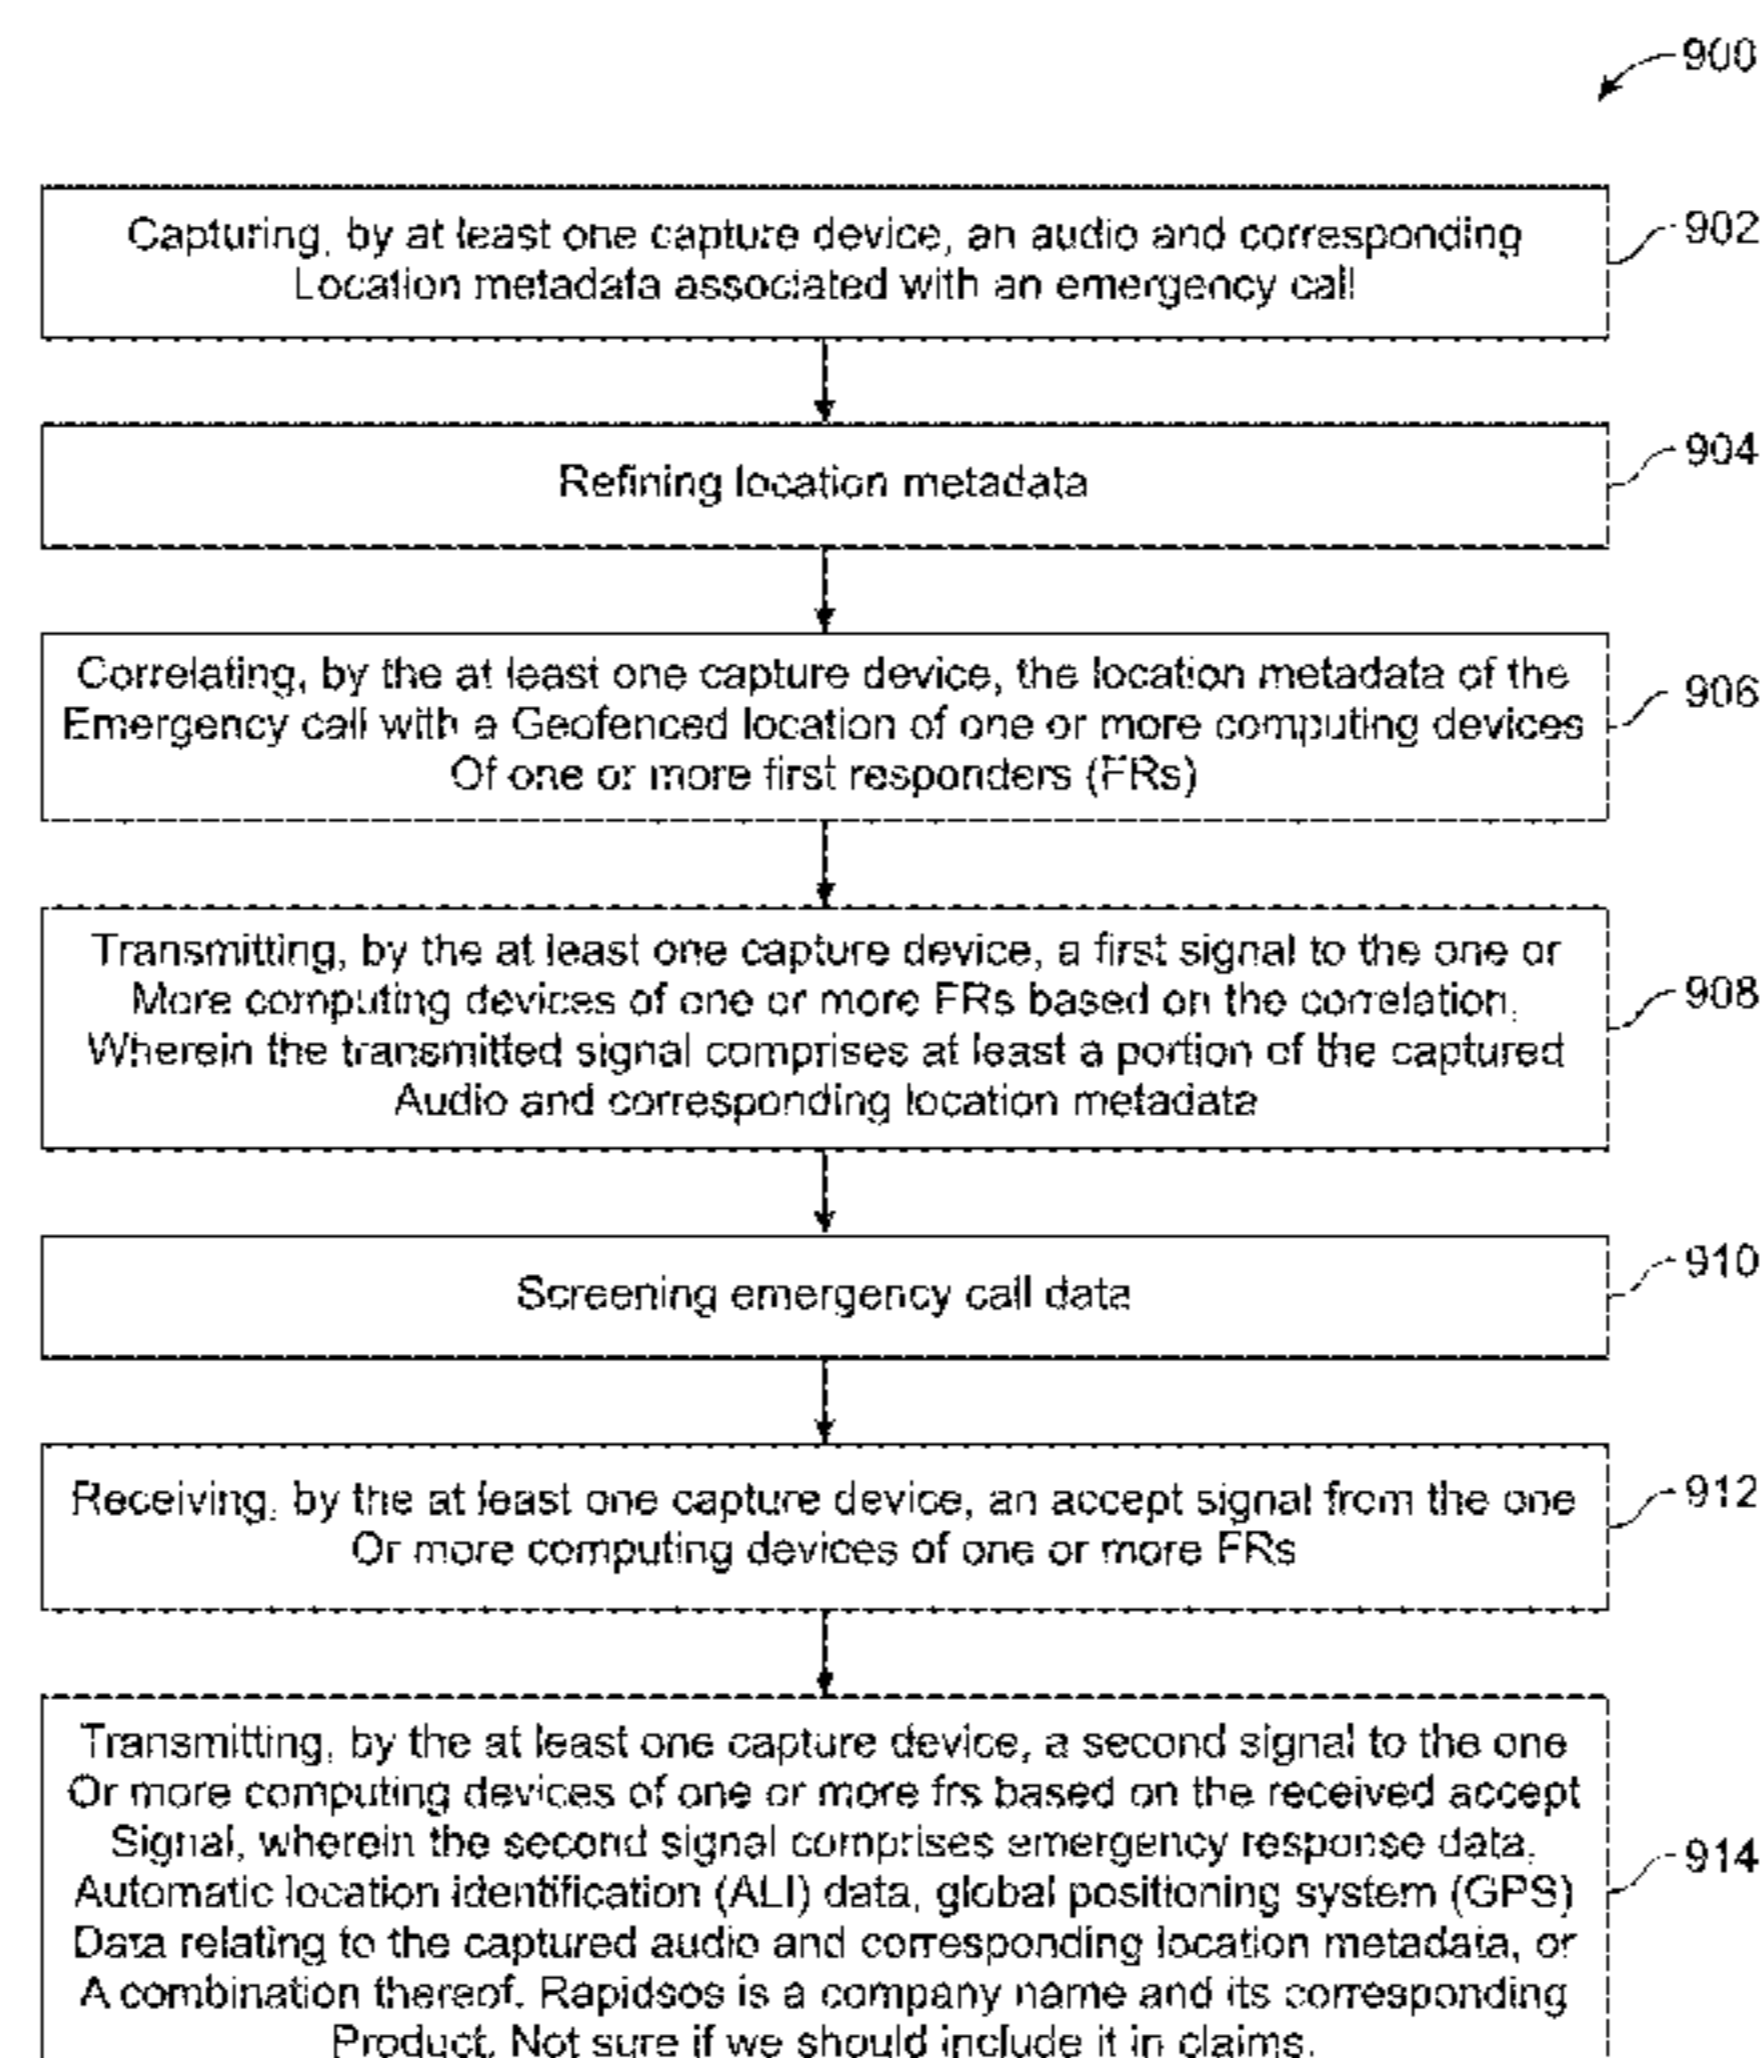 900
Capturing, by at least one capture device, an audio and corresponding
Location metadata associated with an emergency call
902
Refining location metadata
904
Correlating, by the at least one capture device, the location metadata of the
Emergency call with a Geofenced location of one or more computing devices
Of one or more first responders (FRs)
906
Transmitting, by the at least one capture device, a first signal to the one or
More computing devices of one or more FRs based on the correlation,
Wherein the transmitted signal comprises at least a portion of the captured
Audio and corresponding location metadata
908
Screening emergency call data
910
Receiving, by the at least one capture device, an accept signal from the one
Or more computing devices of one or more FRs
912
Transmitting, by the at least one capture device, a second signal to the one
Or more computing devices of one or more frs based on the received accept
Signal, wherein the second signal comprises emergency response data,
Automatic location identification (ALI) data, global positioning system (GPS)
Data relating to the captured audio and corresponding location metadata, or
A combination thereof. Rapidsos is a company name and its corresponding
Product. Not sure if we should include it in claims.
914